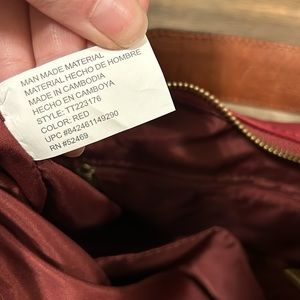 MAN MADE MATERIAL
MATERIAL HECHO DE HOMBRE
MADE IN CAMBODIA
HECHO EN CAMBOYA
STYLE: TT223176
COLOR: RED
UPC #842461149290
RN #52469